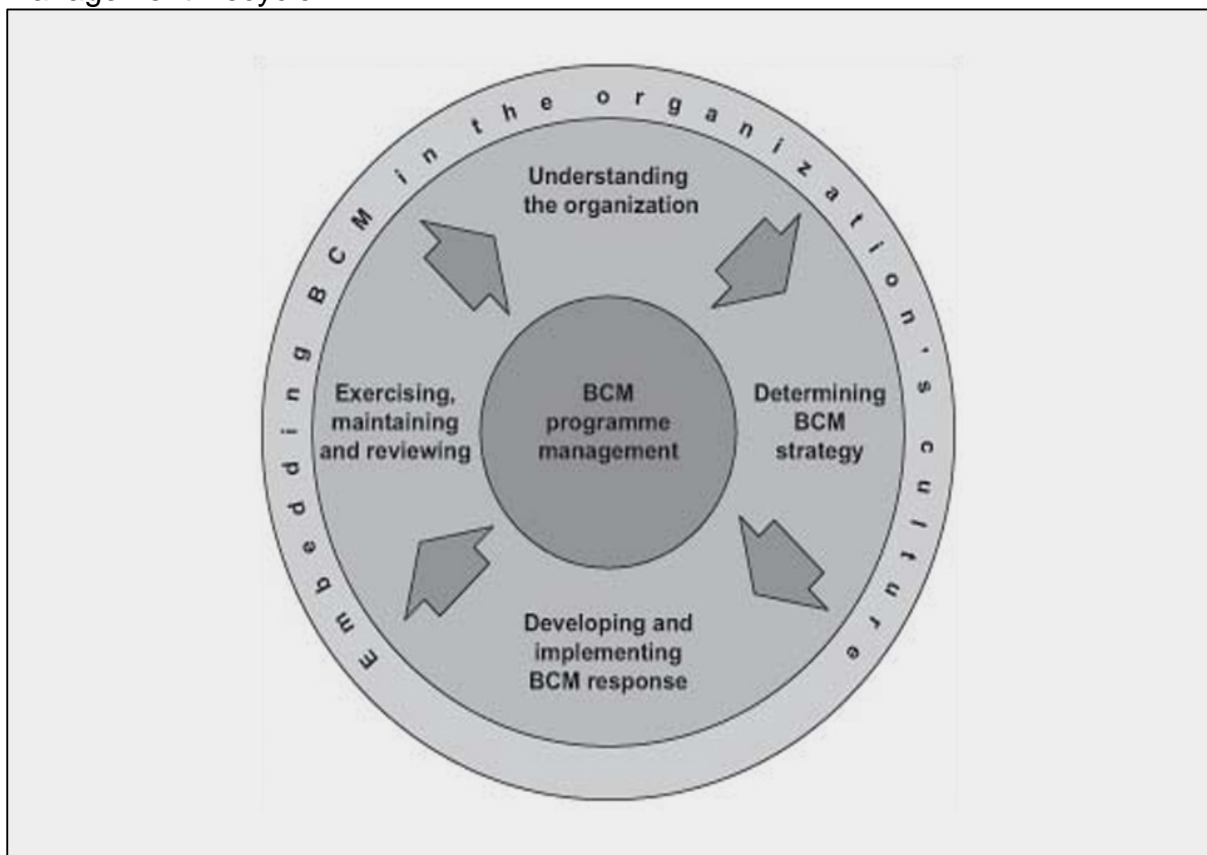 Embedding BCM in the organization's culture
Understanding
the organization
Exercising,
maintaining
and reviewing
BCM
programme
management
Determining
BCM
strategy
Developing and
implementing
BCM response